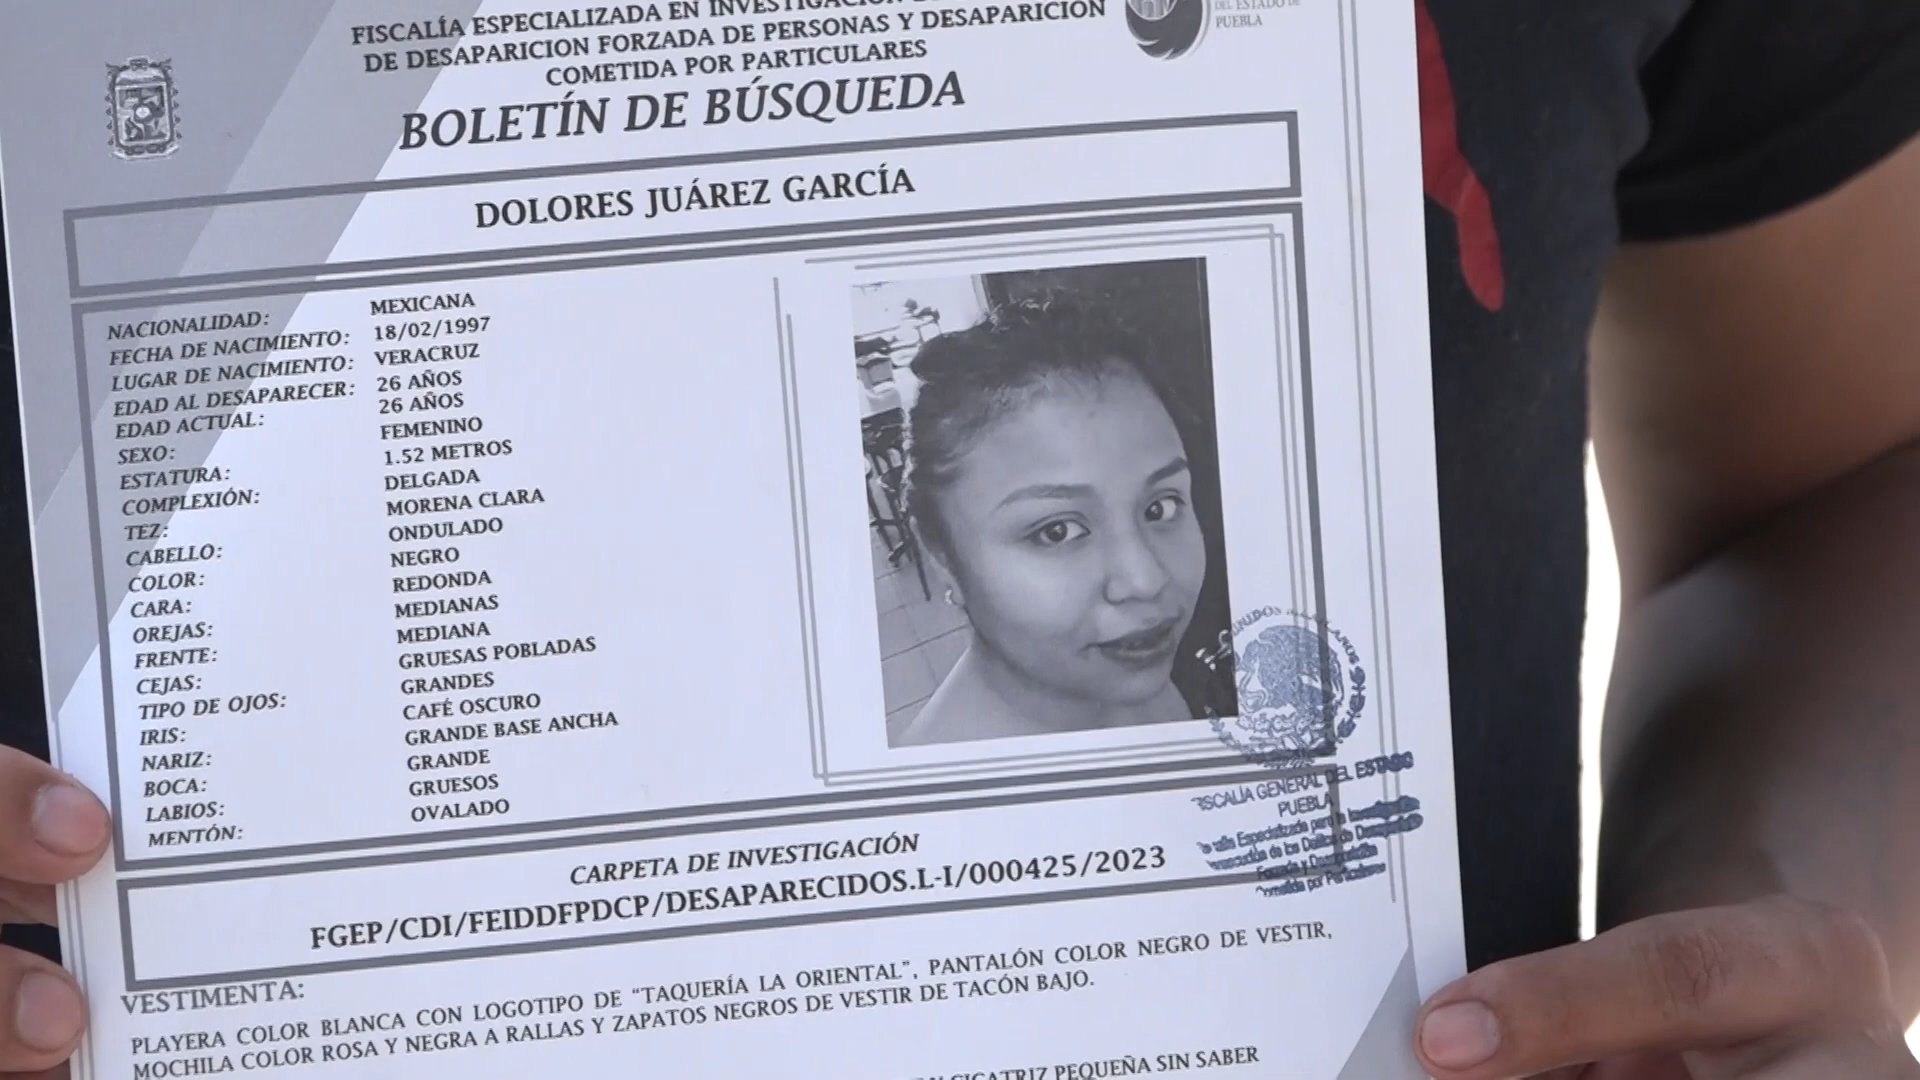 FISCALÍA ESPECIALIZADA EN INVESTIGACIÓN
DE DESAPARICION FORZADA DE PERSONAS Y DESAPARICIÓN
COMETIDA POR PARTICULARES
DEL ESTADO DE
PUEBLA
BOLETÍN DE BÚSQUEDA
DOLORES JUÁREZ GARCÍA
NACIONALIDAD: MEXICANA
FECHA DE NACIMIENTO: 18/02/1997
LUGAR DE NACIMIENTO: VERACRUZ
EDAD AL DESAPARECER: 26 AÑOS
EDAD ACTUAL: 26 AÑOS
SEXO: FEMENINO
ESTATURA: 1.52 METROS
COMPLEXIÓN: DELGADA
TEZ: MORENA CLARA
CABELLO: ONDULADO
COLOR: NEGRO
CARA: REDONDA
OREJAS: MEDIANAS
FRENTE: MEDIANA
CEJAS: GRUESAS POBLADAS
TIPO DE OJOS: GRANDES
IRIS: CAFÉ OSCURO
NARIZ: GRANDE BASE ANCHA
BOCA: GRANDE
LABIOS: GRUESOS
MENTÓN: OVALADO
FISCALÍA GENERAL DEL ESTADO
PUEBLA
CARPETA DE INVESTIGACIÓN
FGEP/CDI/FEIDDFPDCP/DESAPARECIDOS.L-I/000425/2023
VESTIMENTA:
PLAYERA COLOR BLANCA CON LOGOTIPO DE “TAQUERÍA LA ORIENTAL”, PANTALÓN COLOR NEGRO DE VESTIR,
MOCHILA COLOR ROSA Y NEGRA A RALLAS Y ZAPATOS NEGROS DE VESTIR DE TACÓN BAJO.
CICATRIZ PEQUEÑA SIN SABER